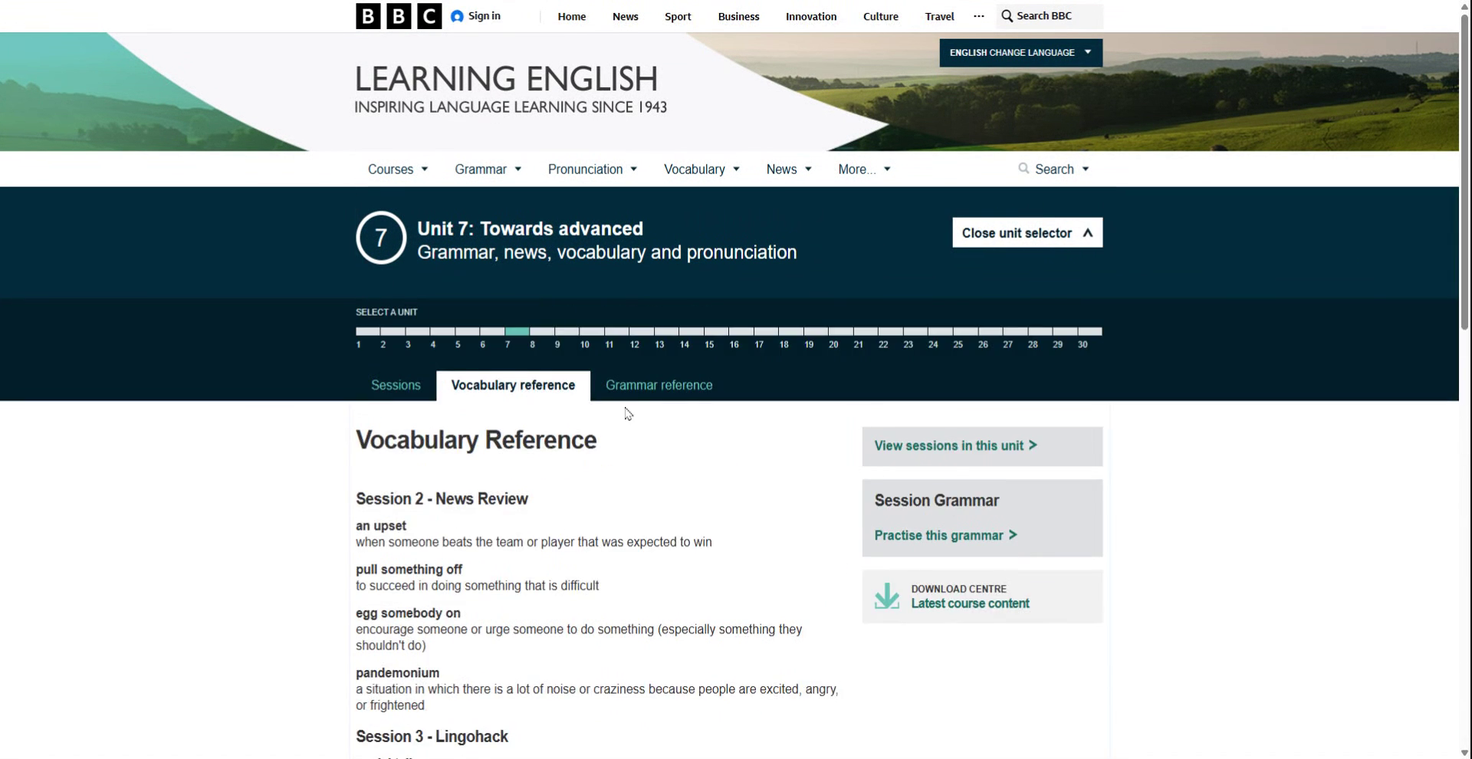 BBC Sign in Home News Sport Business Innovation Culture Travel ... Search BBC
ENGLISH CHANGE LANGUAGE
LEARNING ENGLISH
INSPIRING LANGUAGE LEARNING SINCE 1943
Courses Grammar Pronunciation Vocabulary News More... Search
7
Unit 7: Towards advanced
Grammar, news, vocabulary and pronunciation
Close unit selector
SELECT A UNIT
1 2 3 4 5 6 7 8 9 10 11 12 13 14 15 16 17 18 19 20 21 22 23 24 25 26 27 28 29 30
Sessions Vocabulary reference Grammar reference
Vocabulary Reference
Session 2 - News Review
an upset
when someone beats the team or player that was expected to win
pull something off
to succeed in doing something that is difficult
egg somebody on
encourage someone or urge someone to do something (especially something they
shouldn't do)
pandemonium
a situation in which there is a lot of noise or craziness because people are excited, angry,
or frightened
Session 3 - Lingohack
View sessions in this unit >
Session Grammar
Practise this grammar >
DOWNLOAD CENTRE
Latest course content